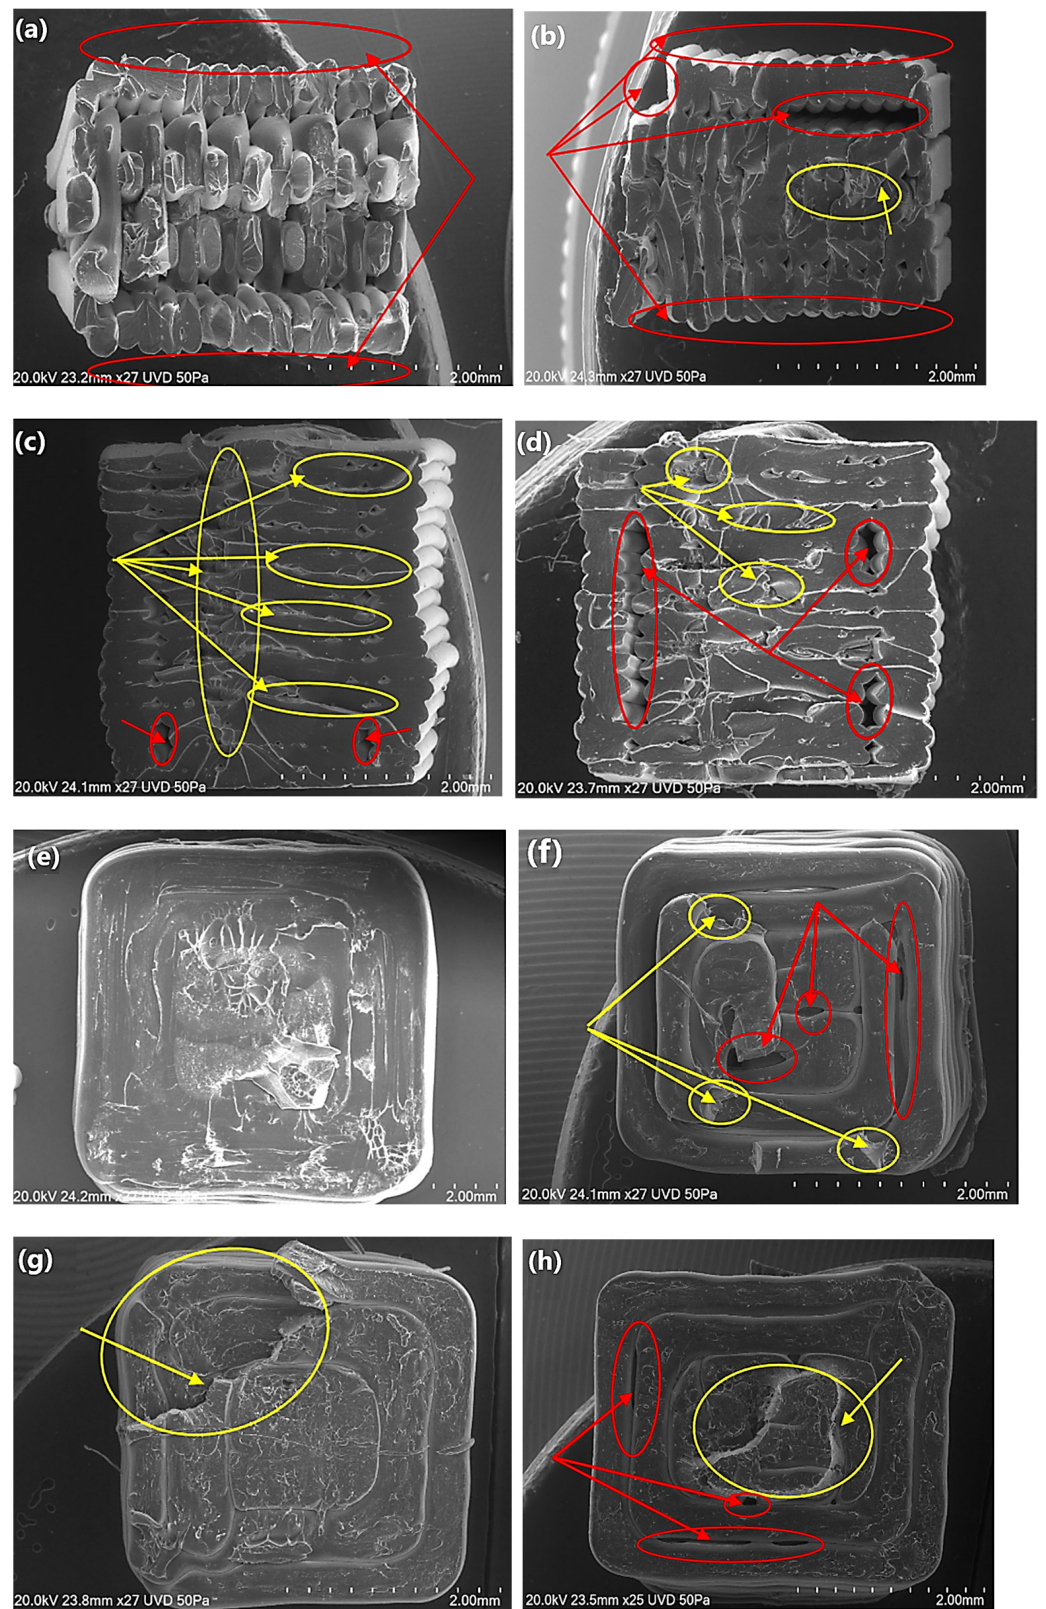 (a)
20.0kV 23.2mm x27 UVD 50Pa
2.00mm
(b)
20.0kV 24.3mm x27 UVD 50Pa
2.00mm
(c)
20.0kV 24.1mm x27 UVD 50Pa
2.00mm
(d)
20.0kV 23.7mm x27 UVD 50Pa
2.00mm
(e)
20.0kV 24.2mm x27 UVD 50Pa
2.00mm
(f)
20.0kV 24.1mm x27 UVD 50Pa
2.00mm
(g)
20.0kV 23.8mm x27 UVD 50Pa
2.00mm
(h)
20.0kV 23.5mm x25 UVD 50Pa
2.00mm